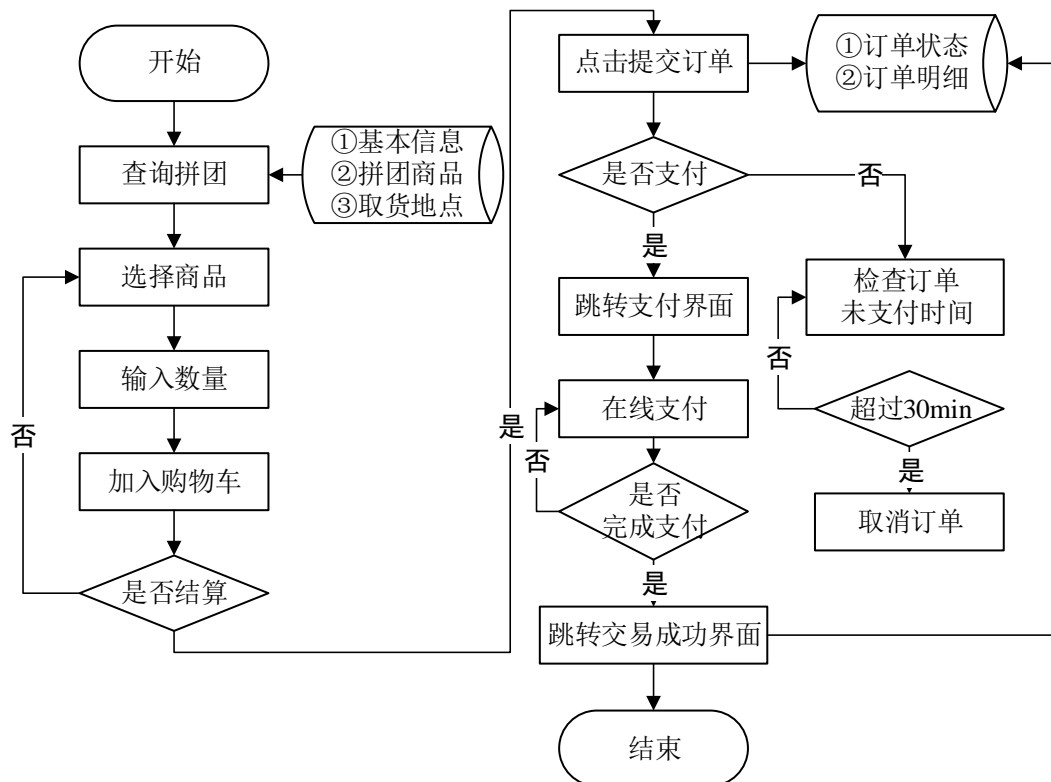 开始
查询拼团
①基本信息
②拼团商品
③取货地点
选择商品
输入数量
加入购物车
是否结算
否
是
点击提交订单
①订单状态
②订单明细
是否支付
否
是
跳转支付界面
检查订单
未支付时间
在线支付
否
超过30min
否
是
是否
完成支付
取消订单
是
跳转交易成功界面
结束